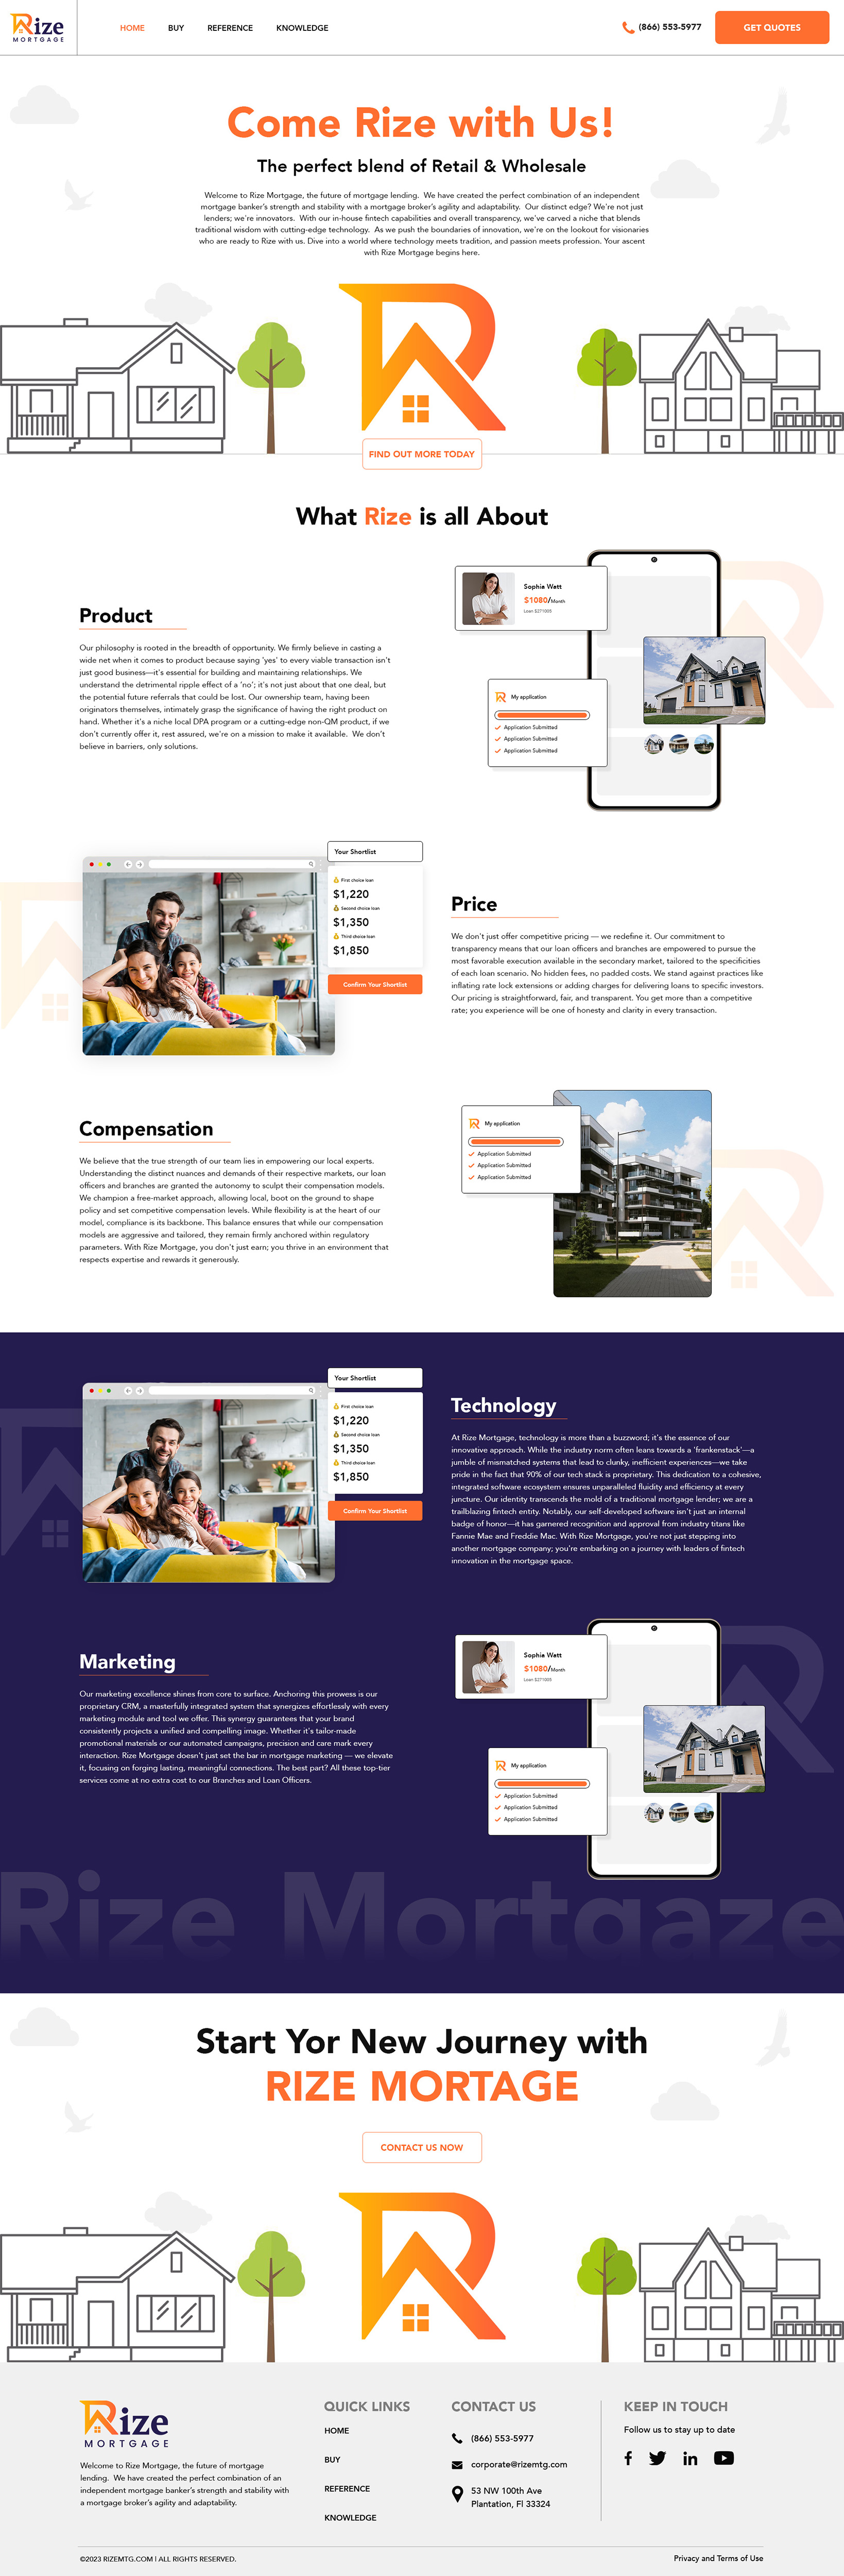 Rize
MORTGAGE
HOME
BUY
REFERENCE
KNOWLEDGE
(866) 553-5977
GET QUOTES
Come Rize with Us!
The perfect blend of Retail & Wholesale
Welcome to Rize Mortgage, the future of mortgage lending. We have created the perfect combination of an independent
mortgage banker's strength and stability with a mortgage broker's agility and adaptability. Our distinct edge? We're not just
lenders; we're innovators. With our in-house fintech capabilities and overall transparency, we've carved a niche that blends
traditional wisdom with cutting-edge technology. As we push the boundaries of innovation, we're on the lookout for visionaries
who are ready to Rize with us. Dive into a world where technology meets tradition, and passion meets profession. Your ascent
with Rize Mortgage begins here.
FIND OUT MORE TODAY
What Rize is all About
Product
Our philosophy is rooted in the breadth of opportunity. We firmly believe in casting a
wide net when it comes to product because saying 'yes' to every viable transaction isn't
just good business—it's essential for building and maintaining relationships. We
understand the detrimental ripple effect of a 'no'; it's not just about that one deal, but
the potential future referrals that could be lost. Our ownership team, having been
originators themselves, intimately grasp the significance of having the right product on
hand. Whether it's a niche local DPA program or a cutting-edge non-QM product, if we
don't currently offer it, rest assured, we're on a mission to make it available. We don't
believe in barriers, only solutions.
Sophia Watt
$1080/Month
Loan $271005
My application
Application Submitted
Application Submitted
Application Submitted
Your Shortlist
First choice loan
$1,220
Second choice loan
$1,350
Third choice loan
$1,850
Confirm Your Shortlist
Price
We don't just offer competitive pricing — we redefine it. Our commitment to
transparency means that our loan officers and branches are empowered to pursue the
most favorable execution available in the secondary market, tailored to the specificities
of each loan scenario. No hidden fees, no padded costs. We stand against practices like
inflating rate lock extensions or adding charges for delivering loans to specific investors.
Our pricing is straightforward, fair, and transparent. You get more than a competitive
rate; you experience will be one of honesty and clarity in every transaction.
Compensation
We believe that the true strength of our team lies in empowering our local experts.
Understanding the distinct nuances and demands of their respective markets, our loan
officers and branches are granted the autonomy to sculpt their compensation models.
We champion a free-market approach, allowing local, boot on the ground to shape
policy and set competitive compensation levels. While flexibility is at the heart of our
model, compliance is its backbone. This balance ensures that while our compensation
models are aggressive and tailored, they remain firmly anchored within regulatory
parameters. With Rize Mortgage, you don't just earn; you thrive in an environment that
respects expertise and rewards it generously.
My application
Application Submitted
Application Submitted
Application Submitted
Your Shortlist
First choice loan
$1,220
Second choice loan
$1,350
Third choice loan
$1,850
Confirm Your Shortlist
Technology
At Rize Mortgage, technology is more than a buzzword; it's the essence of our
innovative approach. While the industry norm often leans towards a 'frankenstack'—a
jumble of mismatched systems that lead to clunky, inefficient experiences—we take
pride in the fact that 90% of our tech stack is proprietary. This dedication to a cohesive,
integrated software ecosystem ensures unparalleled fluidity and efficiency at every
juncture. Our identity transcends the mold of a traditional mortgage lender; we are a
trailblazing fintech entity. Notably, our self-developed software isn't just an internal
badge of honor—it has garnered recognition and approval from industry titans like
Fannie Mae and Freddie Mac. With Rize Mortgage, you're not just stepping into
another mortgage company; you're embarking on a journey with leaders of fintech
innovation in the mortgage space.
Marketing
Our marketing excellence shines from core to surface. Anchoring this prowess is our
proprietary CRM, a masterfully integrated system that synergizes effortlessly with every
marketing module and tool we offer. This synergy guarantees that your brand
consistently projects a unified and compelling image. Whether it's tailor-made
promotional materials or our automated campaigns, precision and care mark every
interaction. Rize Mortgage doesn't just set the bar in mortgage marketing — we elevate
it, focusing on forging lasting, meaningful connections. The best part? All these top-tier
services come at no extra cost to our Branches and Loan Officers.
Sophia Watt
$1080/Month
Loan $271005
My application
Application Submitted
Application Submitted
Application Submitted
Rize Mortgaze
Start Yor New Journey with
RIZE MORTAGE
CONTACT US NOW
Rize
MORTGAGE
Welcome to Rize Mortgage, the future of mortgage
lending. We have created the perfect combination of an
independent mortgage banker's strength and stability with
a mortgage broker's agility and adaptability.
QUICK LINKS
HOME
BUY
REFERENCE
KNOWLEDGE
CONTACT US
(866) 553-5977
corporate@rizemtg.com
53 NW 100th Ave
Plantation, Fl 33324
KEEP IN TOUCH
Follow us to stay up to date
©2023 RIZEMTG.COM | ALL RIGHTS RESERVED.
Privacy and Terms of Use